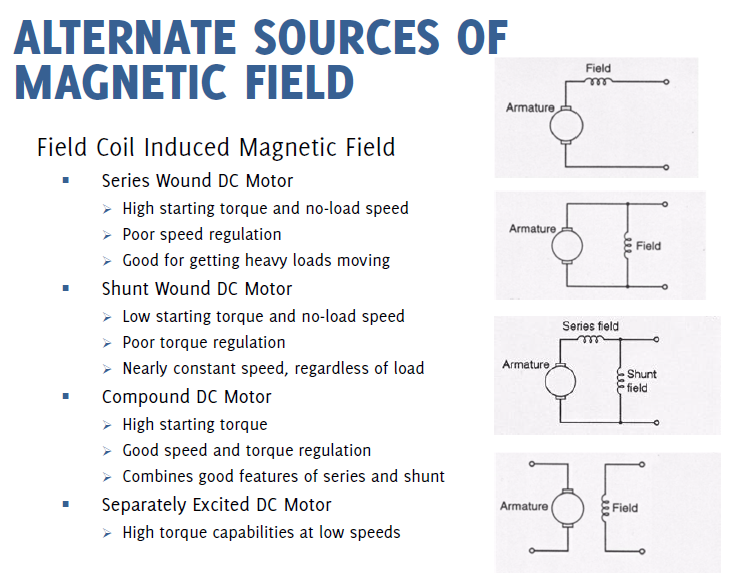 ALTERNATE SOURCES OF
MAGNETIC FIELD
Field Coil Induced Magnetic Field
▪ Series Wound DC Motor
➢ High starting torque and no-load speed
➢ Poor speed regulation
➢ Good for getting heavy loads moving
▪ Shunt Wound DC Motor
➢ Low starting torque and no-load speed
➢ Poor torque regulation
➢ Nearly constant speed, regardless of load
▪ Compound DC Motor
➢ High starting torque
➢ Good speed and torque regulation
➢ Combines good features of series and shunt
▪ Separately Excited DC Motor
➢ High torque capabilities at low speeds
Field
Armature
Armature
Field
Series field
Armature
Shunt
field
Armature
Field